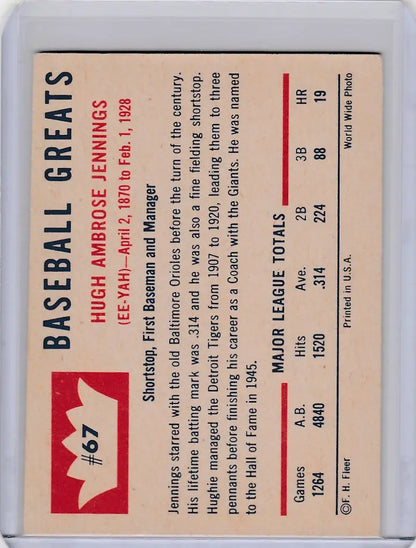 #67
BASEBALL GREATS
HUGH AMBROSE JENNINGS
(EE-YAH)—April 2, 1870 to Feb. 1, 1928
Shortstop, First Baseman and Manager
Jennings starred with the old Baltimore Orioles before the turn of the century.
His lifetime batting mark was .314 and he was also a fine fielding shortstop.
Hughie managed the Detroit Tigers from 1907 to 1920, leading them to three
pennants before finishing his career as a Coach with the Giants. He was named
to the Hall of Fame in 1945.
MAJOR LEAGUE TOTALS
Games A.B. Hits Ave. 2B 3B HR
1264 4840 1520 .314 224 88 19
©F. H. Fleer Printed in U.S.A. World Wide Photo